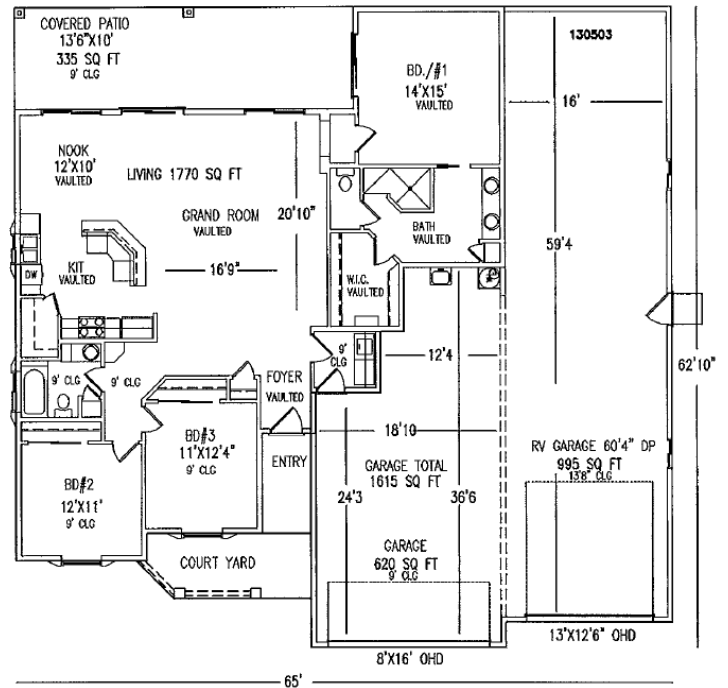 COVERED PATIO
13'6"X10'
335 SQ FT
9' CLG
BD./#1
14'X15'
VAULTED
130503
16'
NOOK
12'X10'
VAULTED
LIVING 1770 SQ FT
GRAND ROOM
VAULTED
20'10"
16'9"
KIT
VAULTED
DW
BATH
VAULTED
W.I.C.
VAULTED
59'4
62'10"
9' CLG
9' CLG
9'
CLG
12'4
FOYER
VAULTED
BD#3
11'X12'4"
9' CLG
18'10
ENTRY
GARAGE TOTAL
1615 SQ FT
RV GARAGE 60'4" DP
995 SQ FT
13'8" CLG
BD#2
12'X11'
9' CLG
24'3
36'6
COURT YARD
GARAGE
620 SQ FT
9' CLG
8'X16' OHD
13'X12'6" OHD
65'